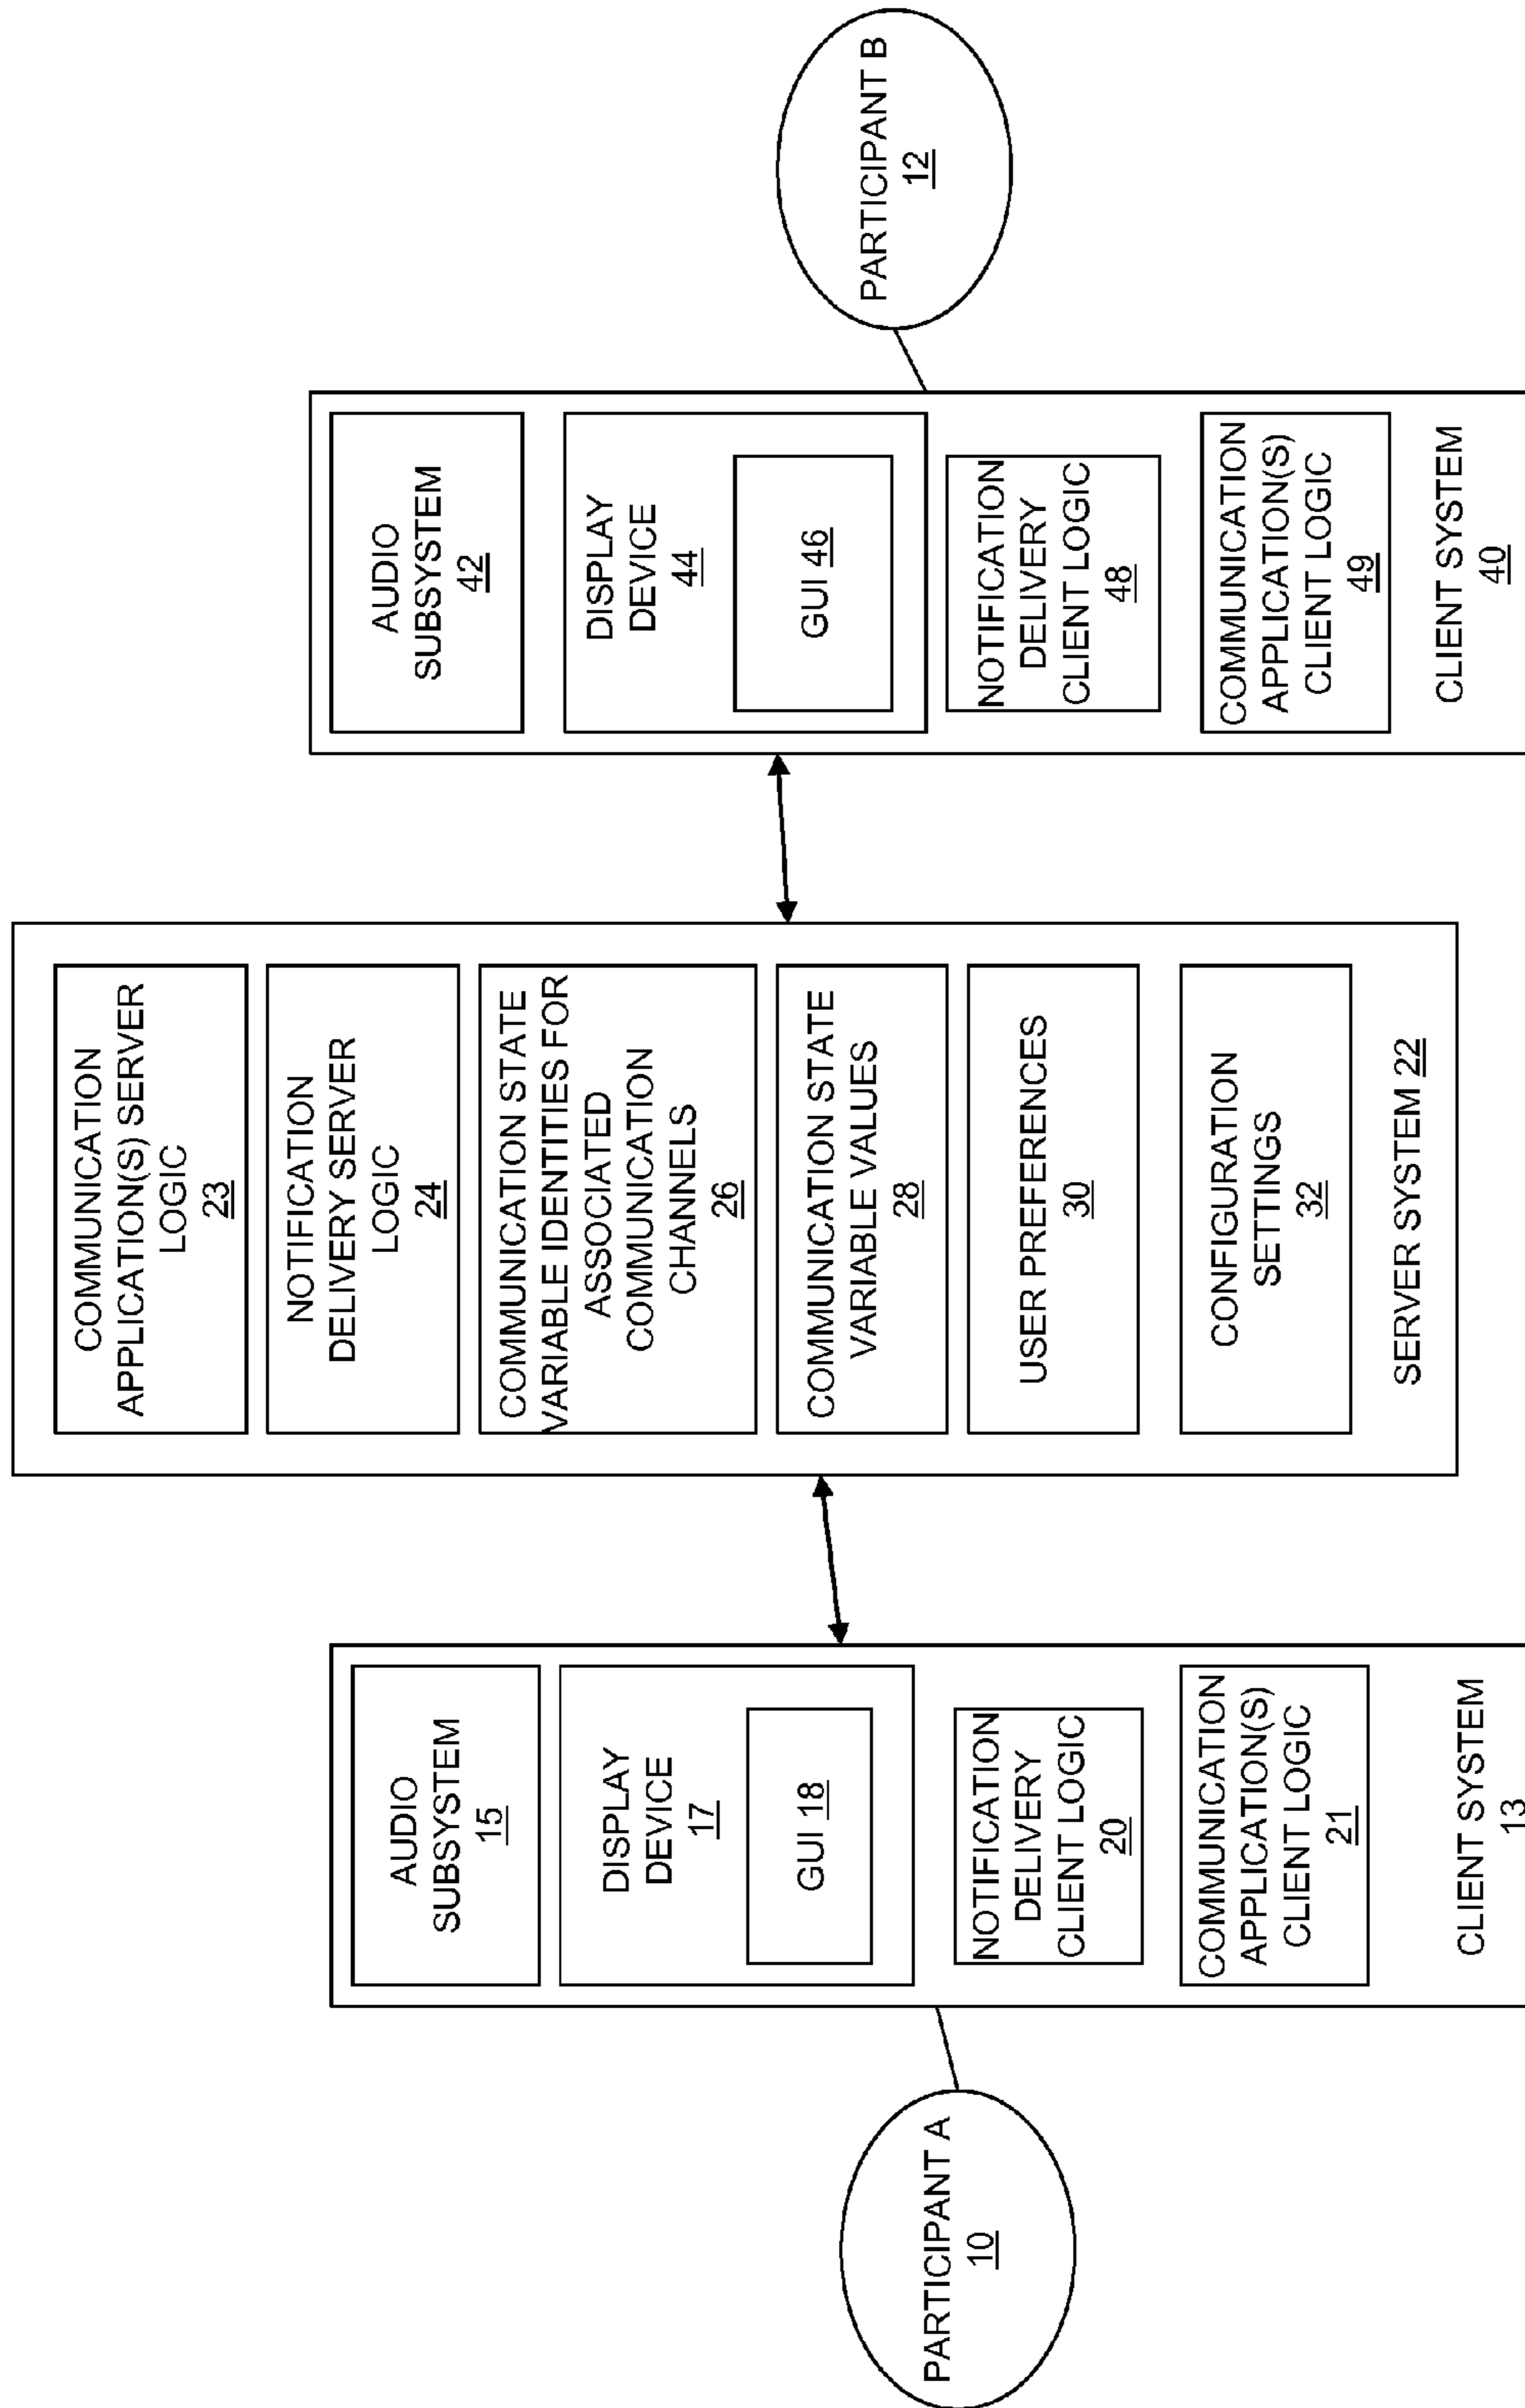 PARTICIPANT A
10
AUDIO
SUBSYSTEM
15
DISPLAY
DEVICE
17
GUI 18
NOTIFICATION
DELIVERY
CLIENT LOGIC
20
COMMUNICATION
APPLICATION(S)
CLIENT LOGIC
21
CLIENT SYSTEM
13
COMMUNICATION
APPLICATION(S) SERVER
LOGIC
23
NOTIFICATION
DELIVERY SERVER
LOGIC
24
COMMUNICATION STATE
VARIABLE IDENTITIES FOR
ASSOCIATED
COMMUNICATION
CHANNELS
26
COMMUNICATION STATE
VARIABLE VALUES
28
USER PREFERENCES
30
CONFIGURATION
SETTINGS
32
SERVER SYSTEM 22
AUDIO
SUBSYSTEM
42
DISPLAY
DEVICE
44
GUI 46
NOTIFICATION
DELIVERY
CLIENT LOGIC
48
COMMUNICATION
APPLICATION(S)
CLIENT LOGIC
49
CLIENT SYSTEM
40
PARTICIPANT B
12